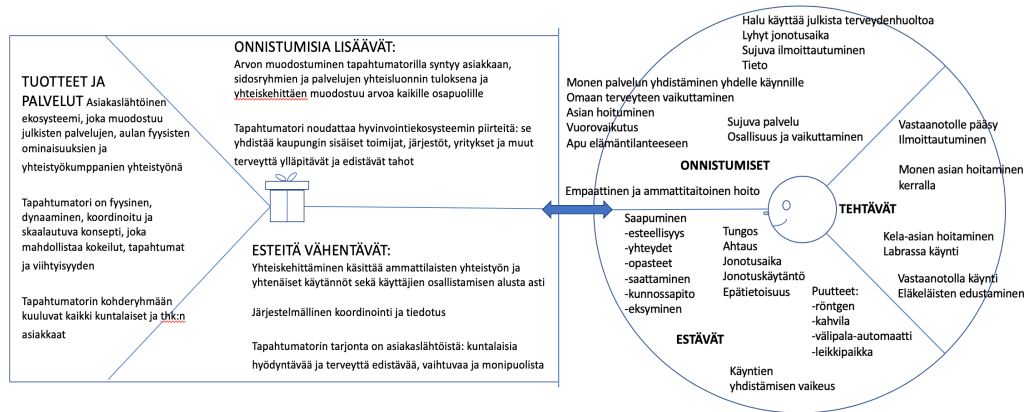 TUOTTEET JA
PALVELUT Asiakaslähtöinen
ekosysteemi, joka muodostuu
julkisten palvelujen, aulan fyysisten
ominaisuuksien ja
yhteistyökumppanien yhteistyönä
Tapahtumatori on fyysinen,
dynaaminen, koordinoitu ja
skaalautuva konsepti, joka
mahdollistaa kokeilut, tapahtumat
ja viihtyisyyden
Tapahtumatorin kohderyhmään
kuuluvat kaikki kuntalaiset ja thk:n
asiakkaat
ONNISTUMISIA LISÄÄVÄT:
Arvon muodostuminen tapahtumatorilla syntyy asiakkaan,
sidosryhmien ja palvelujen yhteisluonnin tuloksena ja
yhteiskehittäen muodostuu arvoa kaikille osapuolille
Tapahtumatori noudattaa hyvinvointiekosysteemin piirteitä: se
yhdistää kaupungin sisäiset toimijat, järjestöt, yritykset ja muut
terveyttä ylläpitävät ja edistävät tahot
ESTEITÄ VÄHENTÄVÄT:
Yhteiskehittäminen käsittää ammattilaisten yhteistyön ja
yhtenäiset käytännöt sekä käyttäjien osallistamisen alusta asti
Järjestelmällinen koordinointi ja tiedotus
Tapahtumatorin tarjonta on asiakaslähtöistä: kuntalaisia
hyödyntävää ja terveyttä edistävää, vaihtuvaa ja monipuolista
Halu käyttää julkista terveydenhuoltoa
Lyhyt jonotusaika
Sujuva ilmoittautuminen
Tieto
Monen palvelun yhdistäminen yhdelle käynnille
Omaan terveyteen vaikuttaminen
Asian hoituminen
Vuorovaikutus
Apu elämäntilanteeseen
Sujuva palvelu
Osallisuus ja vaikuttaminen
ONNISTUMISET
Empaattinen ja ammattitaitoinen hoito
Vastaanotolle pääsy
Ilmoittautuminen
Monen asian hoitaminen
kerralla
TEHTÄVÄT
Kela-asian hoitaminen
Labrassa käynti
Vastaanotolla käynti
Eläkeläisten edustaminen
Saapuminen
-esteellisyys
-yhteydet
-opasteet
-saattaminen
-kunnossapito
-eksyminen
Tungos
Ahtaus
Jonotusaika
Jonotuskäytäntö
Epätietoisuus
Puutteet:
-röntgen
-kahvila
-välipala-automaatti
-leikkipaikka
ESTÄVÄT
Käyntien
yhdistämisen vaikeus